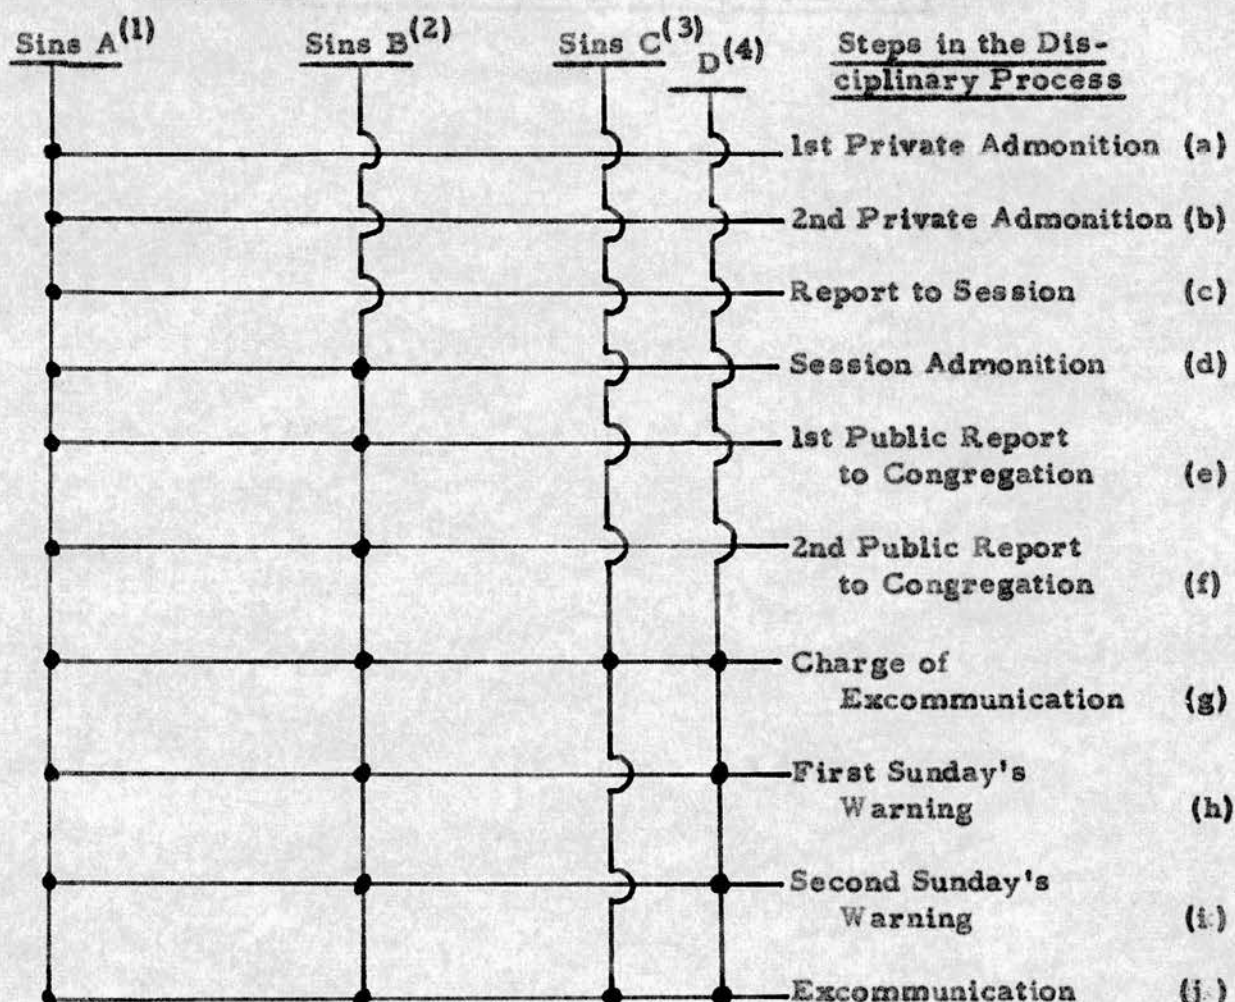 Sins A(1) Sins B(2) Sins C(3) D(4) Steps in the Dis-
ciplinary Process
1st Private Admonition (a)
2nd Private Admonition (b)
Report to Session (c)
Session Admonition (d)
1st Public Report
to Congregation (e)
2nd Public Report
to Congregation (f)
Charge of
Excommunication (g)
First Sunday's
Warning (h)
Second Sunday's
Warning (i)
Excommunication (j)